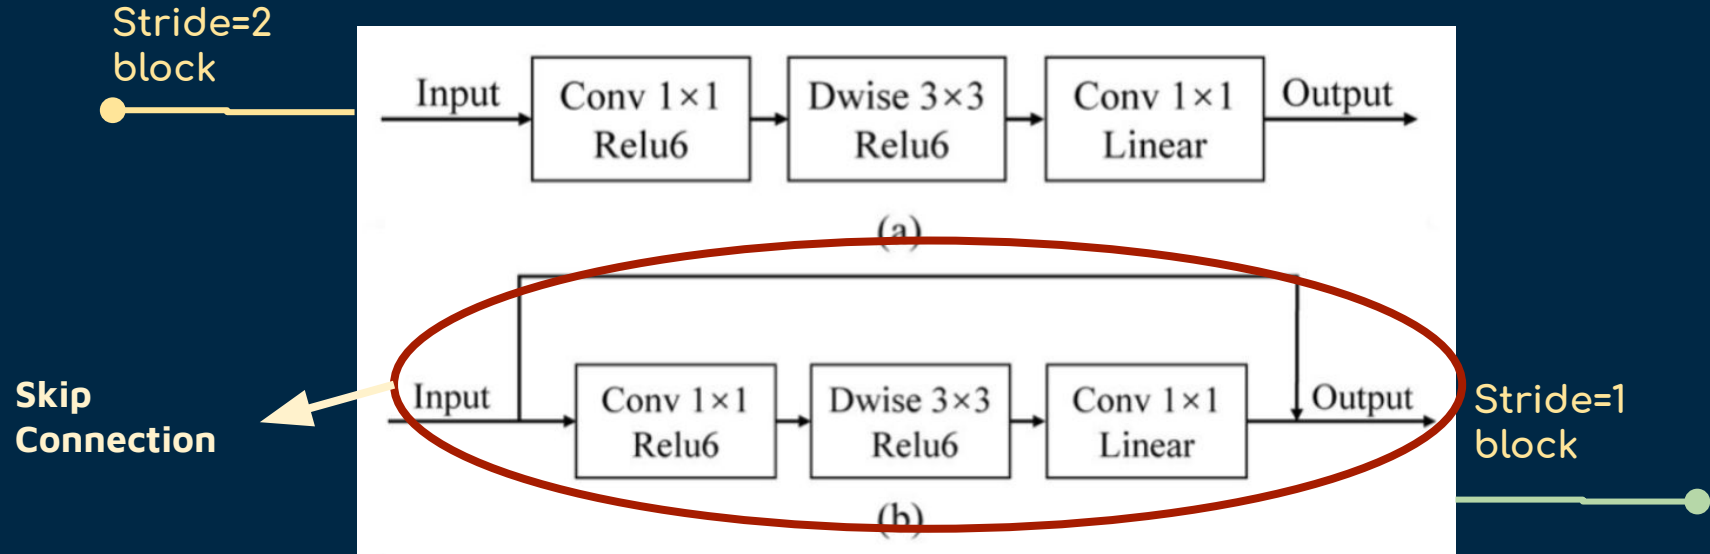 Stride=2
block
Input
Conv 1×1
Relu6
Dwise 3×3
Relu6
Conv 1×1
Linear
Output
(a)
Skip
Connection
Input
Conv 1×1
Relu6
Dwise 3×3
Relu6
Conv 1×1
Linear
Output
Stride=1
block
(b)